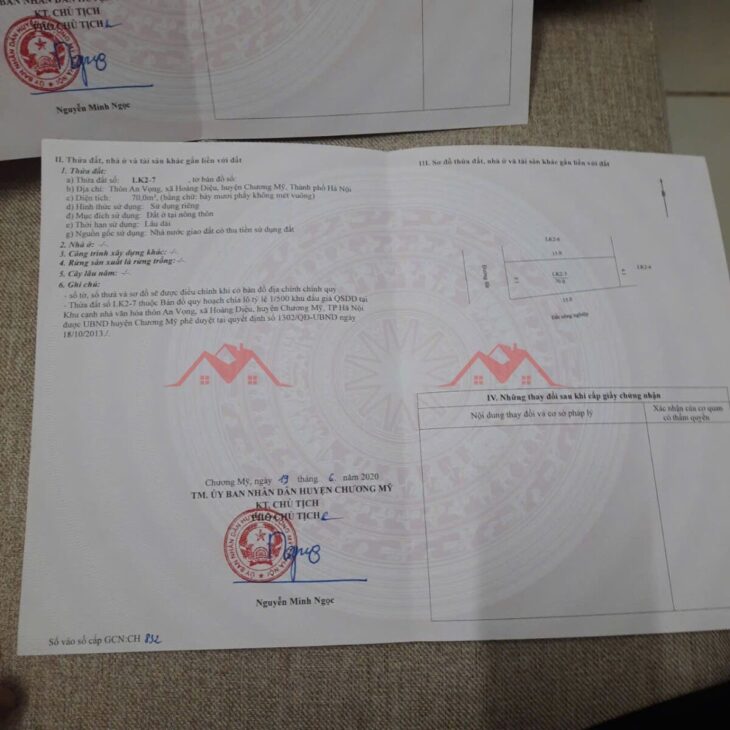 BAN NHÂN DÂN HUYỆN CHƯƠNG MỸ
KT. CHỦ TỊCH
PHÓ CHỦ TỊCH
Nguyễn Minh Ngọc
II. Thửa đất, nhà ở và tài sản khác gắn liền với đất
1. Thửa đất:
a) Thửa đất số: LK2-7 , tờ bản đồ số:
b) Địa chỉ: Thôn An Vọng, xã Hoàng Diệu, huyện Chương Mỹ, Thành phố Hà Nội
c) Diện tích: 70,0m², (bằng chữ: bảy mươi phẩy không mét vuông)
d) Hình thức sử dụng: Sử dụng riêng
đ) Mục đích sử dụng: Đất ở tại nông thôn
e) Thời hạn sử dụng: Lâu dài
g) Nguồn gốc sử dụng: Nhà nước giao đất có thu tiền sử dụng đất
2. Nhà ở: -/-
3. Công trình xây dựng khác: -/-
4. Rừng sản xuất là rừng trồng: -/-
5. Cây lâu năm: -/-
6. Ghi chú:
- số tờ, số thửa và sơ đồ sẽ được điều chỉnh khi có bản đồ địa chính chính quy
- Thửa đất số LK2-7 thuộc Bản đồ quy hoạch chia lô tỷ lệ 1/500 khu đấu giá QSDĐ tại
Khu cạnh nhà văn hóa thôn An Vọng, xã Hoàng Diệu, huyện Chương Mỹ, TP Hà Nội
được UBND huyện Chương Mỹ phê duyệt tại quyết định số 1302/QĐ-UBND ngày
18/10/2013./.
Chương Mỹ, ngày 19 tháng 6 năm 2020
TM. ỦY BAN NHÂN DÂN HUYỆN CHƯƠNG MỸ
KT. CHỦ TỊCH
PHÓ CHỦ TỊCH
Nguyễn Minh Ngọc
Số vào sổ cấp GCN:CH 832
III. Sơ đồ thửa đất, nhà ở và tài sản khác gắn liền với đất
LK2-6
LK2-7
70,0
Đường đi
Đất nông nghiệp
IV. Những thay đổi sau khi cấp giấy chứng nhận
Nội dung thay đổi và cơ sở pháp lý
Xác nhận của cơ quan
có thẩm quyền